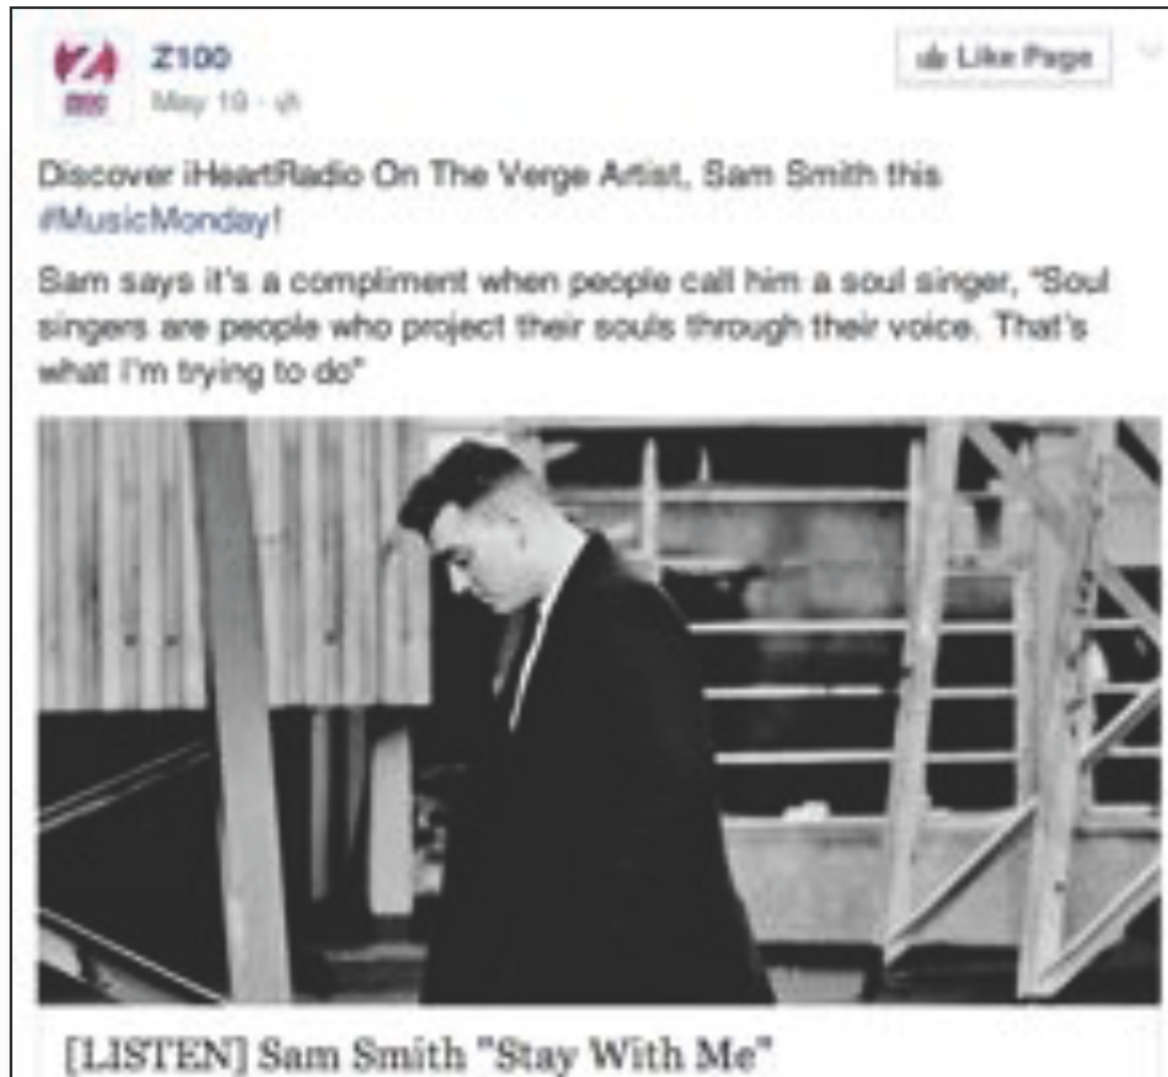 Z100
Like Page
May 19
Discover iHeartRadio On The Verge Artist, Sam Smith this
#MusicMonday!
Sam says it's a compliment when people call him a soul singer, "Soul
singers are people who project their souls through their voice. That's
what I'm trying to do"
[LISTEN] Sam Smith "Stay With Me"